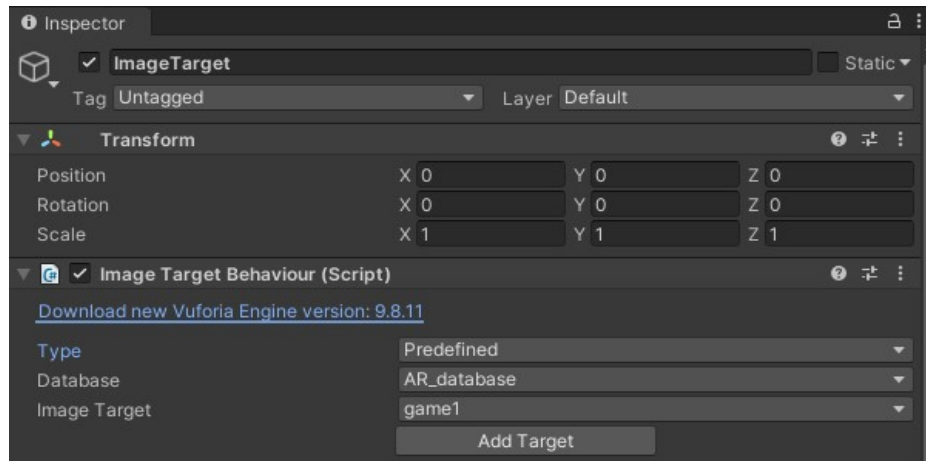 Inspector
ImageTarget
Static
Tag Untagged Layer Default
Transform
Position X 0 Y 0 Z 0
Rotation X 0 Y 0 Z 0
Scale X 1 Y 1 Z 1
Image Target Behaviour (Script)
Download new Vuforia Engine version: 9.8.11
Type Predefined
Database AR_database
Image Target game1
Add Target